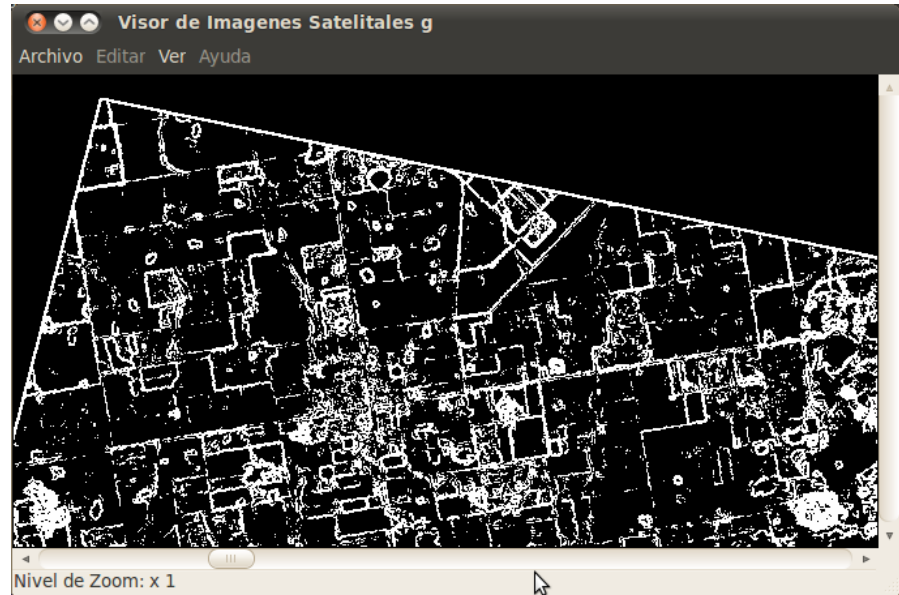 Visor de Imagenes Satelitales g
Archivo Editar Ver Ayuda
Nivel de Zoom: x 1